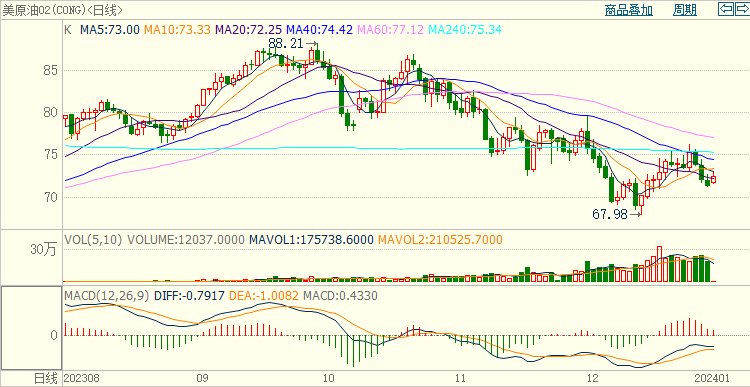 美原油02(CONG)<日线> 商品叠加 周期
K MA5:73.00 MA10:73.33 MA20:72.25 MA40:74.42 MA60:77.12 MA240:75.34
88.21
85
80
75
70
67.98
VOL(5,10) VOLUME:12037.0000 MAVOL1:175738.6000 MAVOL2:210525.7000
30万
MACD(12,26,9) DIFF:-0.7917 DEA:-1.0082 MACD:0.4330
0
日线 202308 09 10 11 12 202401